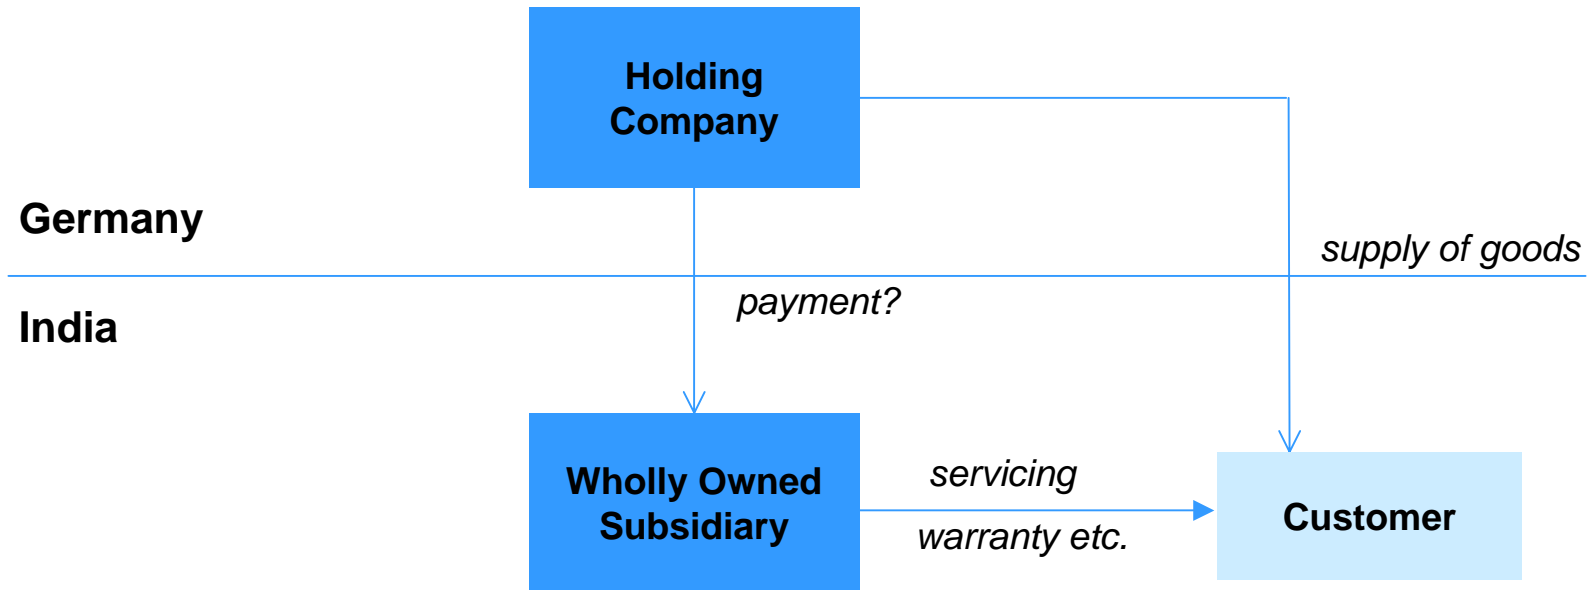 Holding
Company
Germany
supply of goods
payment?
India
Wholly Owned
Subsidiary
servicing
warranty etc.
Customer